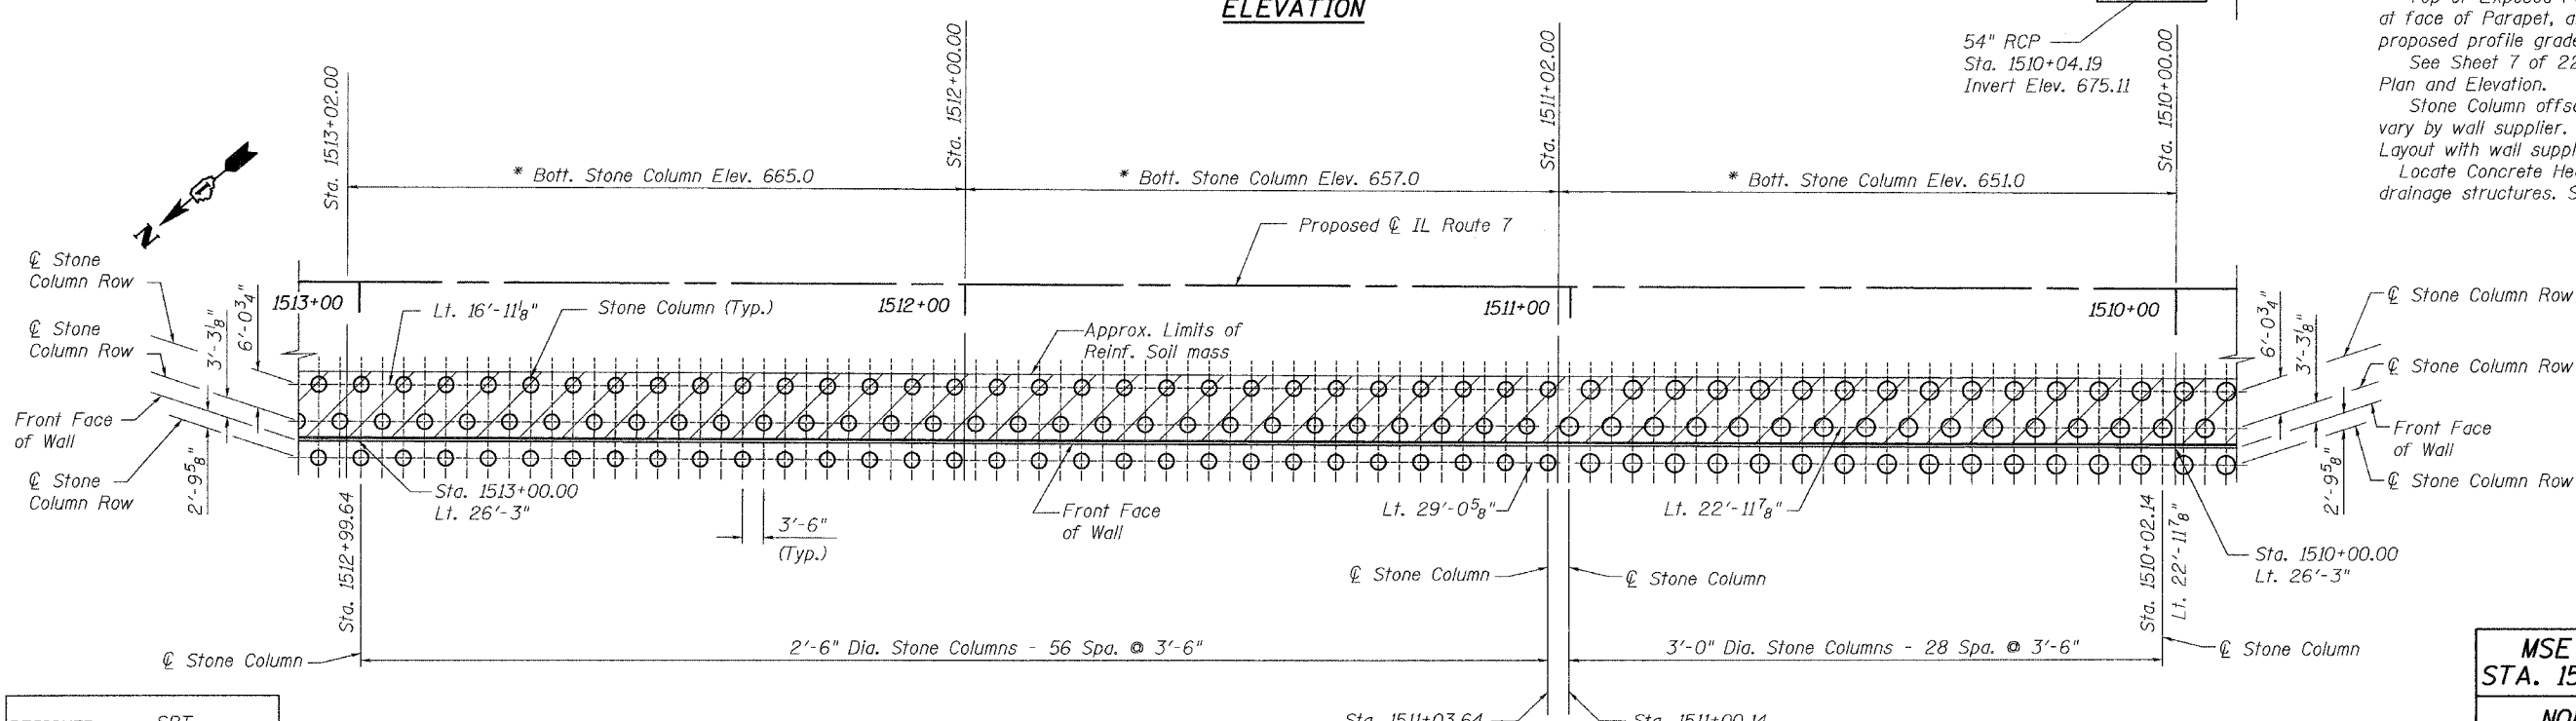 ELEVATION
54" RCP
Sta. 1510+04.19
Invert Elev. 675.11
at face of Parapet, a
proposed profile grade
See Sheet 7 of 22
Plan and Elevation.
Stone Column offse
vary by wall supplier.
Layout with wall suppl
Locate Concrete Hea
drainage structures. S
Sta. 1513+02.00
Sta. 1512+00.00
Sta. 1511+02.00
Sta. 1510+00.00
* Bott. Stone Column Elev. 665.0
* Bott. Stone Column Elev. 657.0
* Bott. Stone Column Elev. 651.0
N
Proposed ℄ IL Route 7
℄ Stone
Column Row
℄ Stone
Column Row
Front Face
of Wall
℄ Stone
Column Row
3'-3⅛"
6'-0¾"
2'-9⅝"
1513+00
Lt. 16'-11⅛"
Stone Column (Typ.)
1512+00
Approx. Limits of
Reinf. Soil mass
1511+00
1510+00
6'-0¾"
3'-3⅛"
2'-9⅝"
℄ Stone Column Row
℄ Stone Column Row
Front Face
of Wall
℄ Stone Column Row
Sta. 1513+00.00
Lt. 26'-3"
3'-6"
(Typ.)
Front Face
of Wall
Lt. 29'-0⅝"
Lt. 22'-11⅞"
Sta. 1510+00.00
Lt. 26'-3"
Sta. 1512+99.64
℄ Stone Column
℄ Stone Column
Sta. 1510+02.14
Lt. 22'-11⅞"
℄ Stone Column
2'-6" Dia. Stone Columns - 56 Spa. @ 3'-6"
3'-0" Dia. Stone Columns - 28 Spa. @ 3'-6"
℄ Stone Column
Sta. 1511+03.64
Sta. 1511+00.14
SPT
MSE
STA. 15